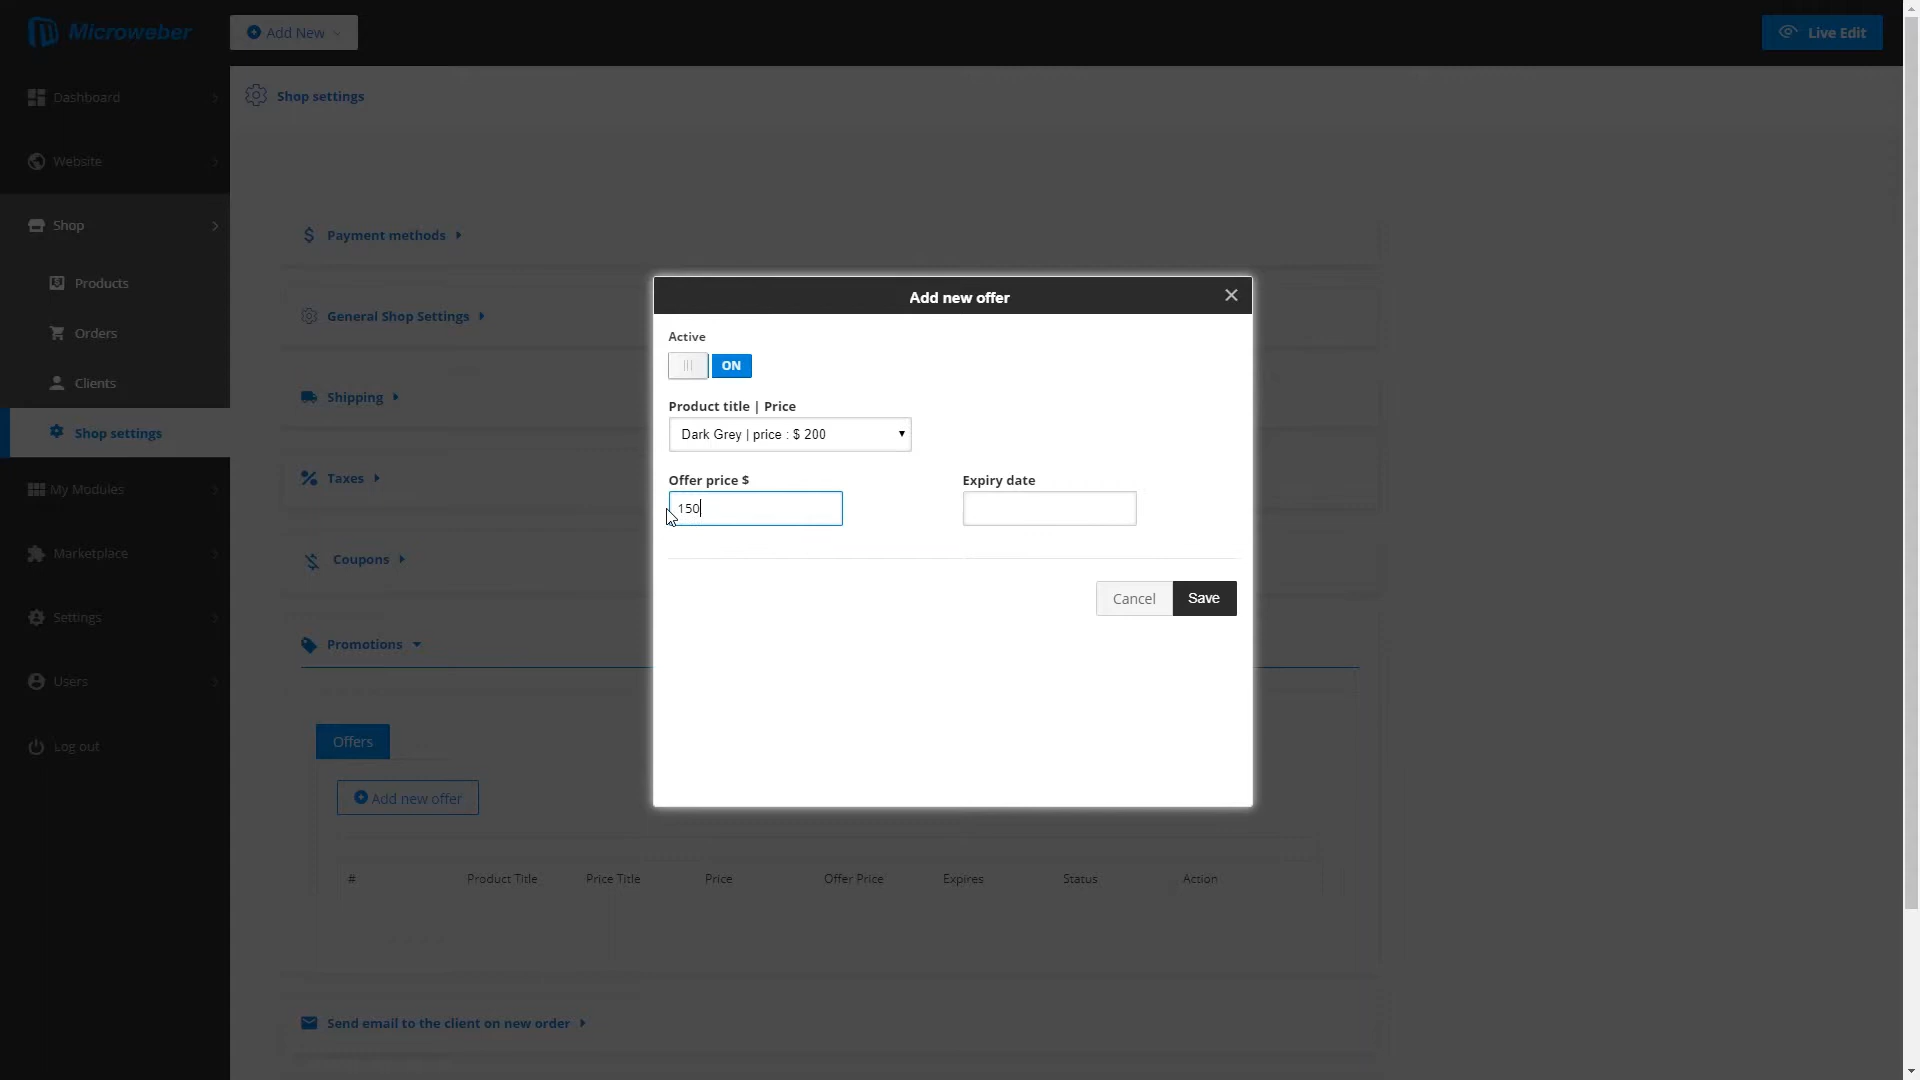 Microweber
Add New
Live Edit
Dashboard
Shop settings
Website
Shop
Payment methods
Products
Add new offer
General Shop Settings
Orders
Active
ON
Clients
Shipping
Product title | Price
Dark Grey | price : $ 200
Shop settings
Taxes
Offer price $
Expiry date
My Modules
150
Marketplace
Coupons
Cancel
Save
Settings
Promotions
Users
Offers
Log out
Add new offer
# Product Title Price Title Price Offer Price Expires Status Action
Send email to the client on new order